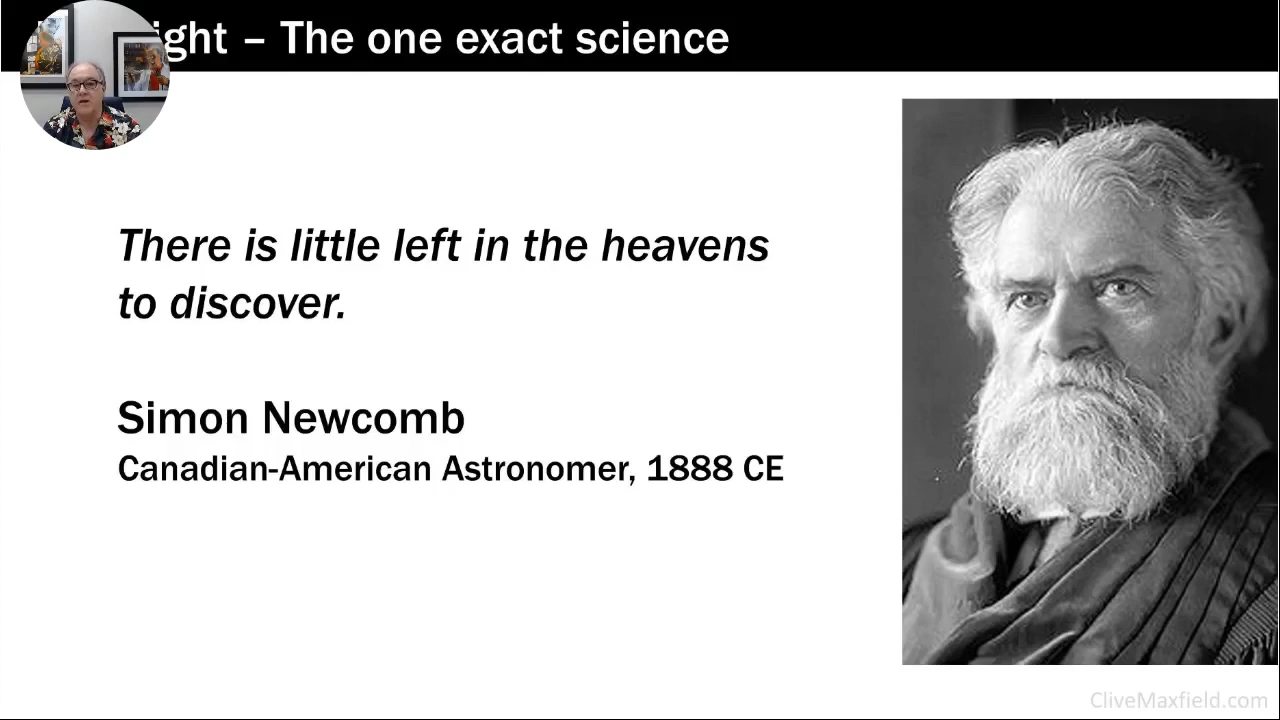 – The one exact science
There is little left in the heavens
to discover.
Simon Newcomb
Canadian-American Astronomer, 1888 CE
CliveMaxfield.com